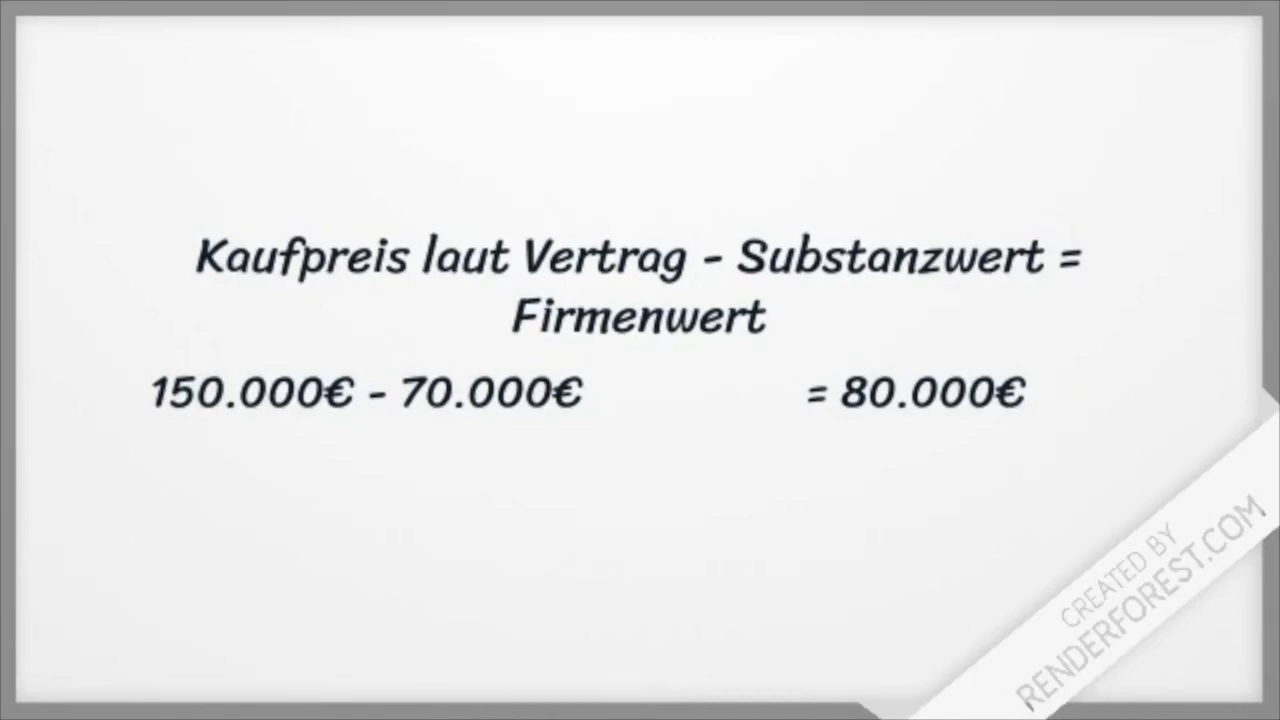 Kaufpreis laut Vertrag - Substanzwert =
Firmenwert
150.000€ - 70.000€ = 80.000€
CREATED BY
RENDERFOREST.COM